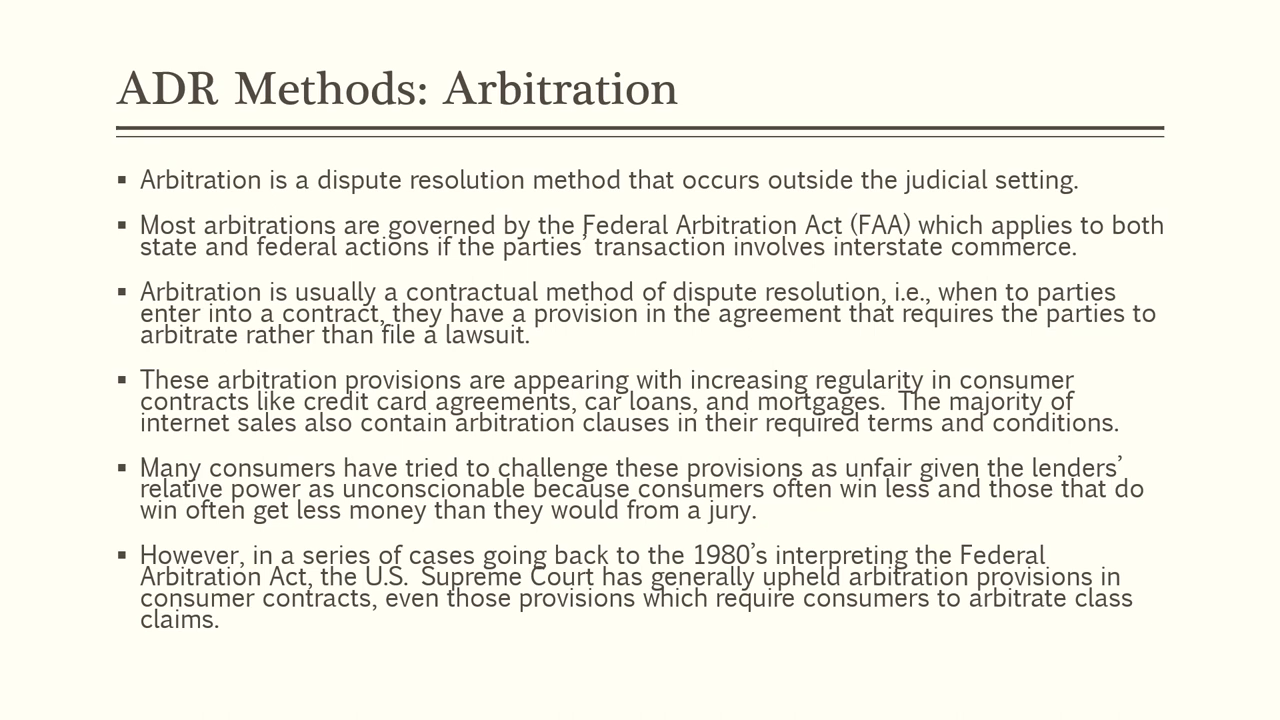 ADR Methods: Arbitration
▪ Arbitration is a dispute resolution method that occurs outside the judicial setting.
▪ Most arbitrations are governed by the Federal Arbitration Act (FAA) which applies to both
state and federal actions if the parties’ transaction involves interstate commerce.
▪ Arbitration is usually a contractual method of dispute resolution, i.e., when to parties
enter into a contract, they have a provision in the agreement that requires the parties to
arbitrate rather than file a lawsuit.
▪ These arbitration provisions are appearing with increasing regularity in consumer
contracts like credit card agreements, car loans, and mortgages.  The majority of
internet sales also contain arbitration clauses in their required terms and conditions.
▪ Many consumers have tried to challenge these provisions as unfair given the lenders’
relative power as unconscionable because consumers often win less and those that do
win often get less money than they would from a jury.
▪ However, in a series of cases going back to the 1980’s interpreting the Federal
Arbitration Act, the U.S.  Supreme Court has generally upheld arbitration provisions in
consumer contracts, even those provisions which require consumers to arbitrate class
claims.